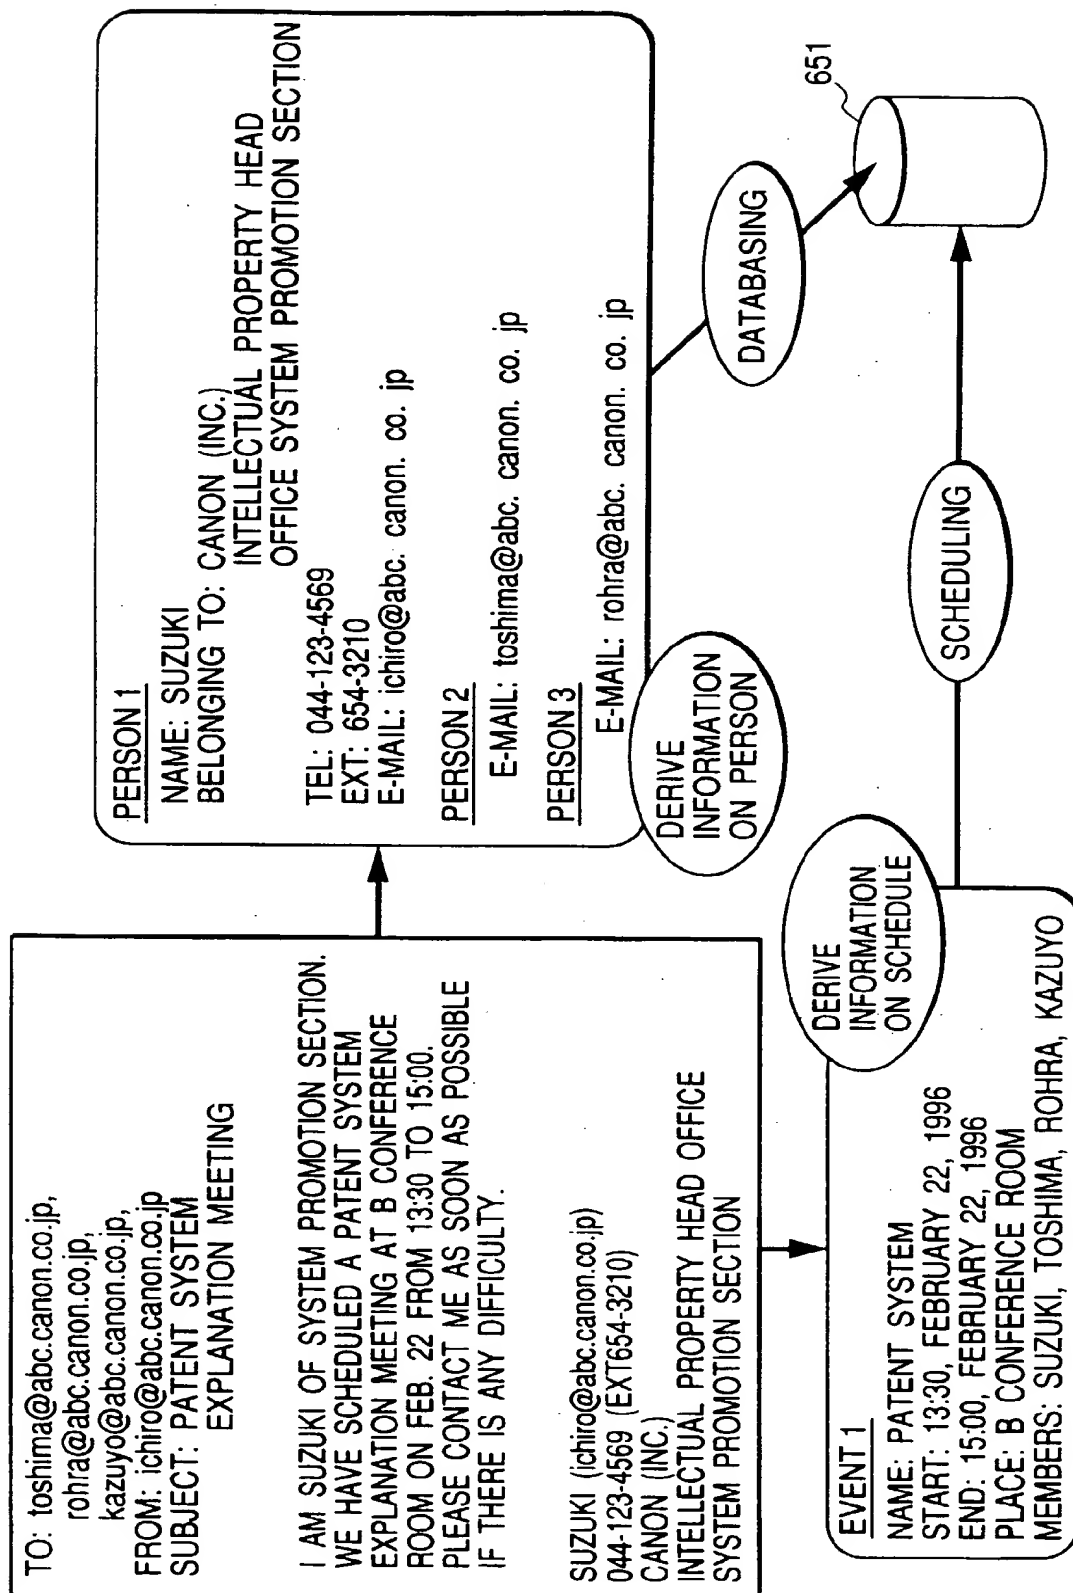 TO: toshima@abc.canon.co.jp,
rohra@abc.canon.co.jp,
kazuyo@abc.canon.co.jp,
FROM: ichiro@abc.canon.co.jp
SUBJECT: PATENT SYSTEM
EXPLANATION MEETING
I AM SUZUKI OF SYSTEM PROMOTION SECTION.
WE HAVE SCHEDULED A PATENT SYSTEM
EXPLANATION MEETING AT B CONFERENCE
ROOM ON FEB. 22 FROM 13:30 TO 15:00.
PLEASE CONTACT ME AS SOON AS POSSIBLE
IF THERE IS ANY DIFFICULTY.
SUZUKI (ichiro@abc.canon.co.jp)
044-123-4569 (EXT654-3210)
CANON (INC.)
INTELLECTUAL PROPERTY HEAD OFFICE
SYSTEM PROMOTION SECTION
PERSON 1
NAME: SUZUKI
BELONGING TO: CANON (INC.)
INTELLECTUAL PROPERTY HEAD
OFFICE SYSTEM PROMOTION SECTION
TEL: 044-123-4569
EXT: 654-3210
E-MAIL: ichiro@abc. canon. co. jp
PERSON 2
E-MAIL: toshima@abc. canon. co. jp
PERSON 3
E-MAIL: rohra@abc. canon. co. jp
DERIVE
INFORMATION
ON PERSON
DATABASING
651
EVENT 1
NAME: PATENT SYSTEM
START: 13:30, FEBRUARY 22, 1996
END: 15:00, FEBRUARY 22, 1996
PLACE: B CONFERENCE ROOM
MEMBERS: SUZUKI, TOSHIMA, ROHRA, KAZUYO
DERIVE
INFORMATION
ON SCHEDULE
SCHEDULING